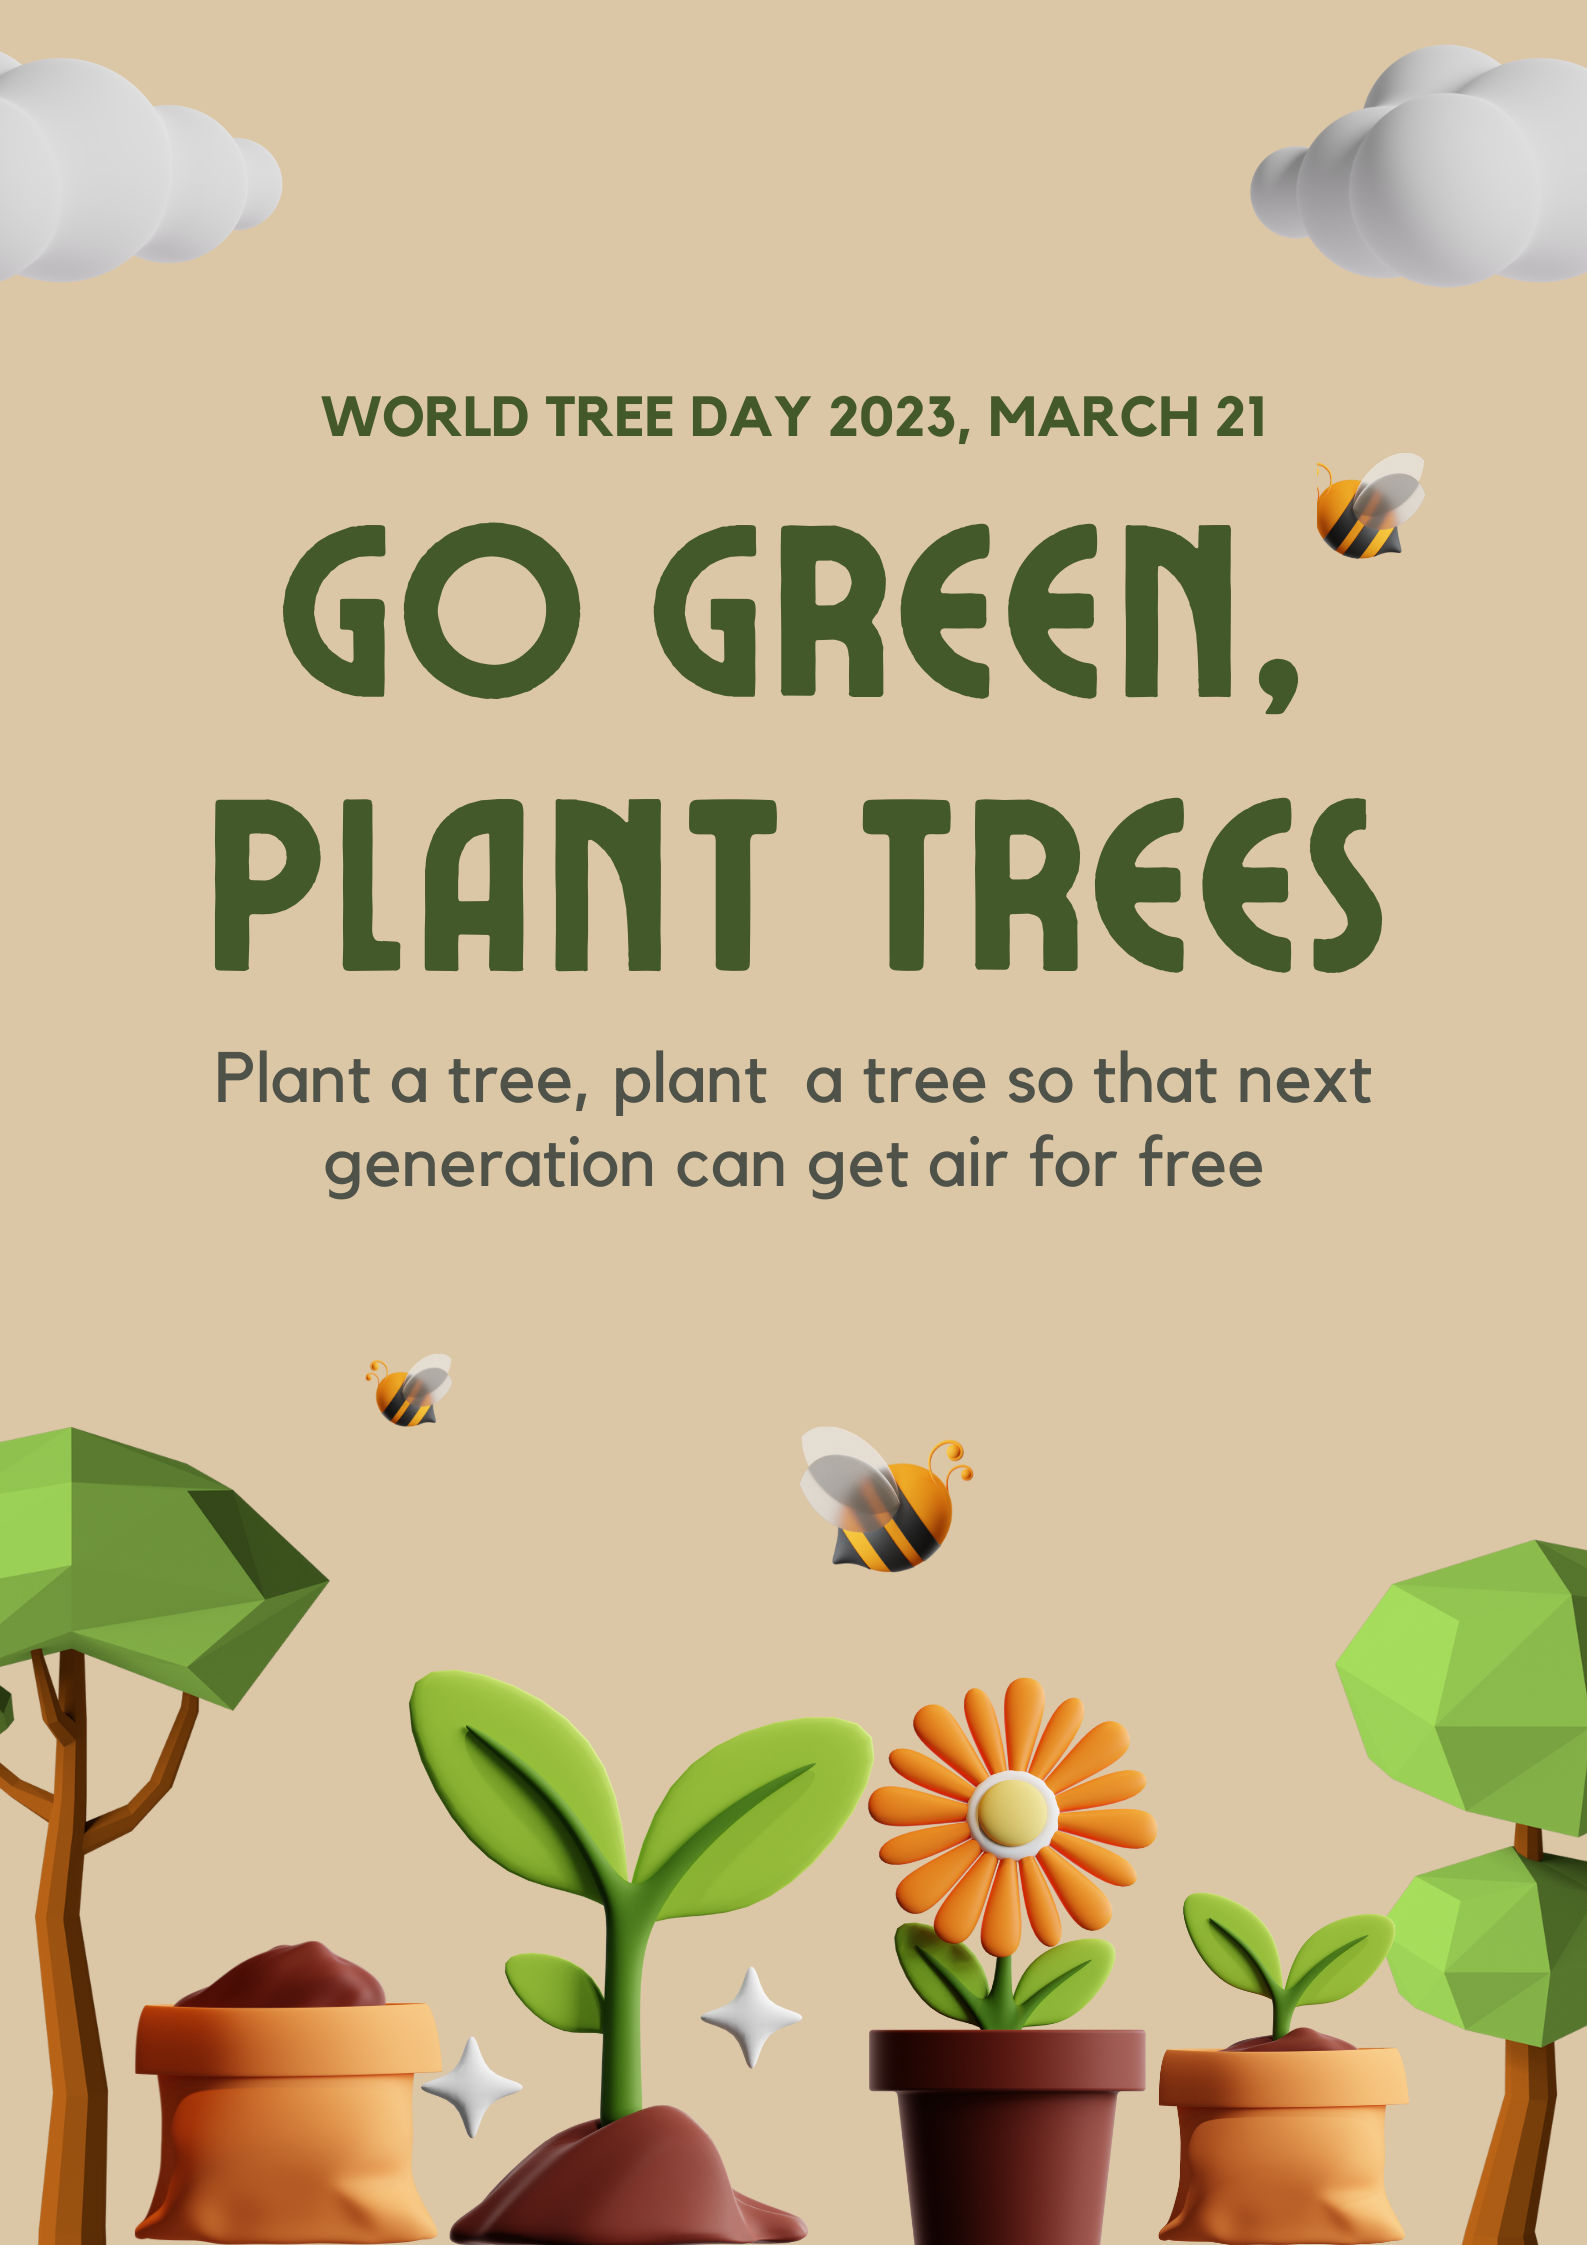 WORLD TREE DAY 2023, MARCH 21
GO GREEN,
PLANT TREES
Plant a tree, plant  a tree so that next
generation can get air for free